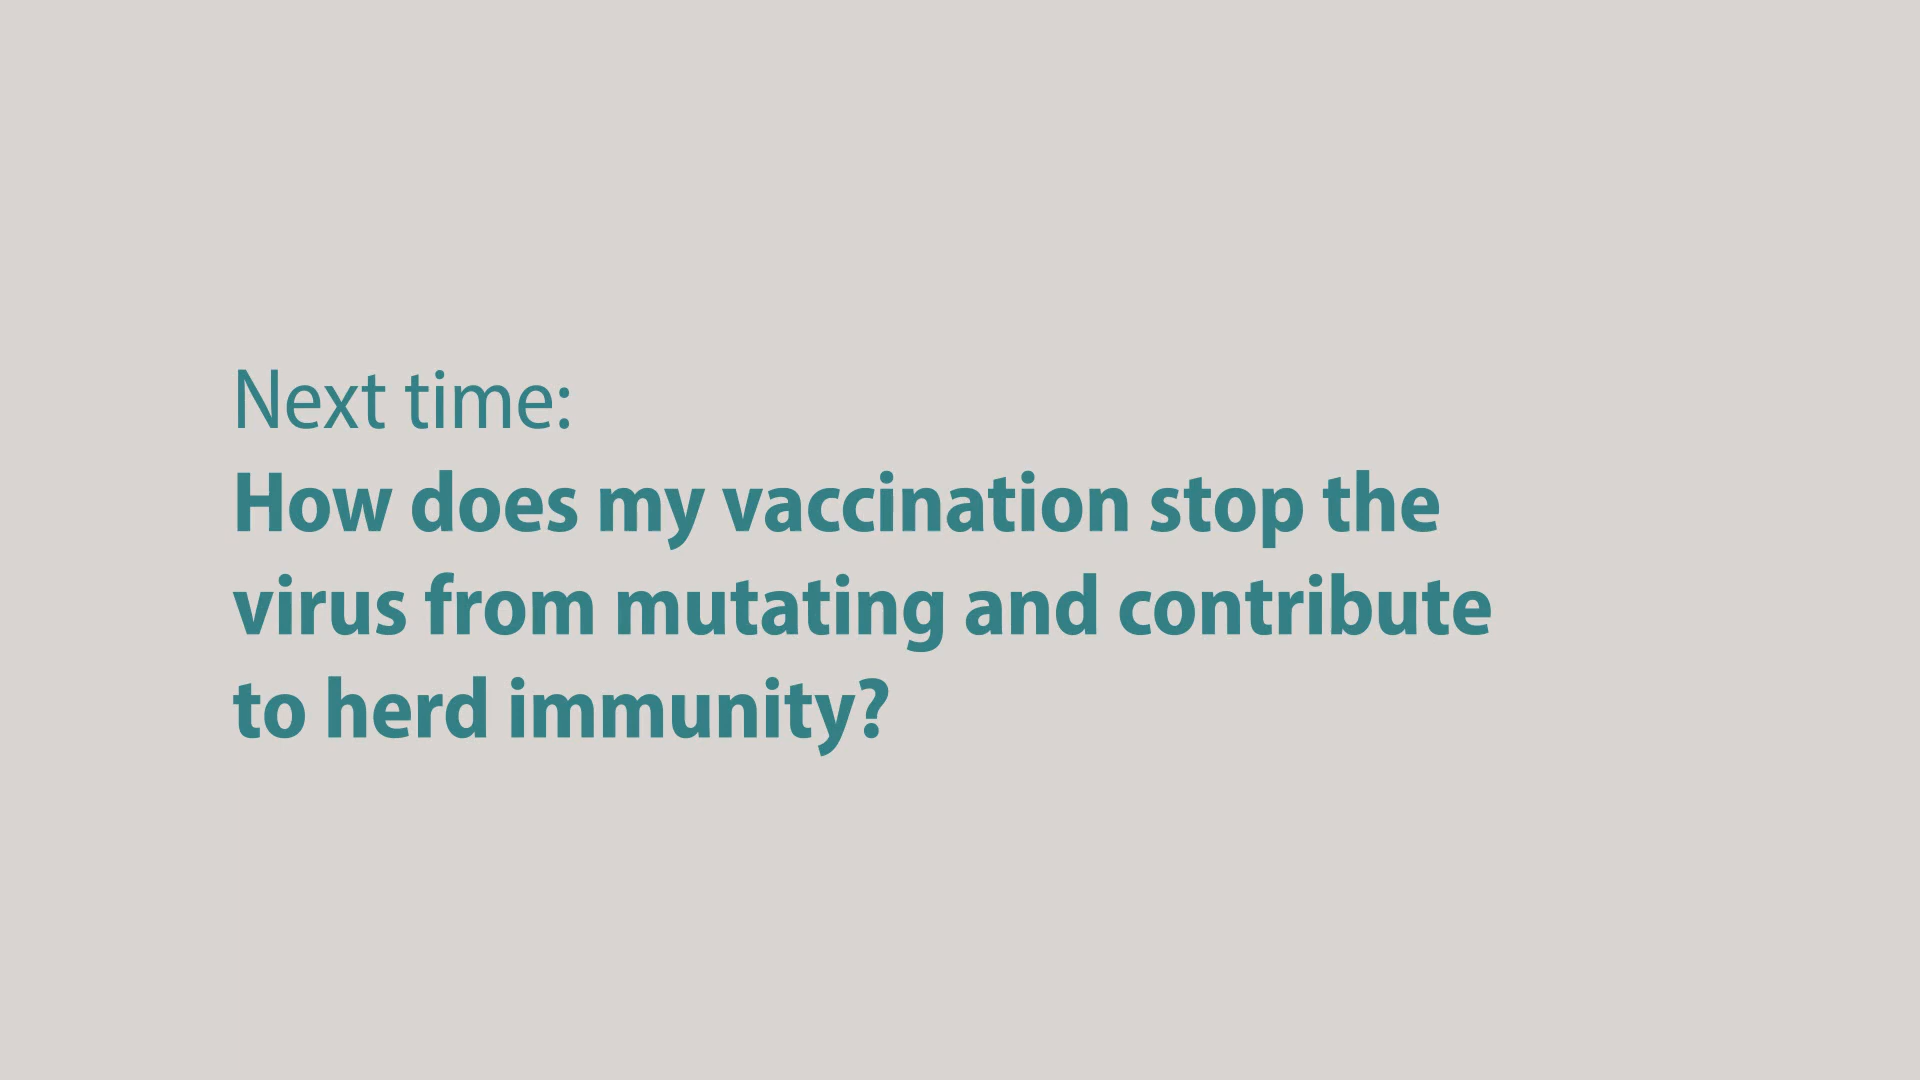 Next time:
How does my vaccination stop the
virus from mutating and contribute
to herd immunity?